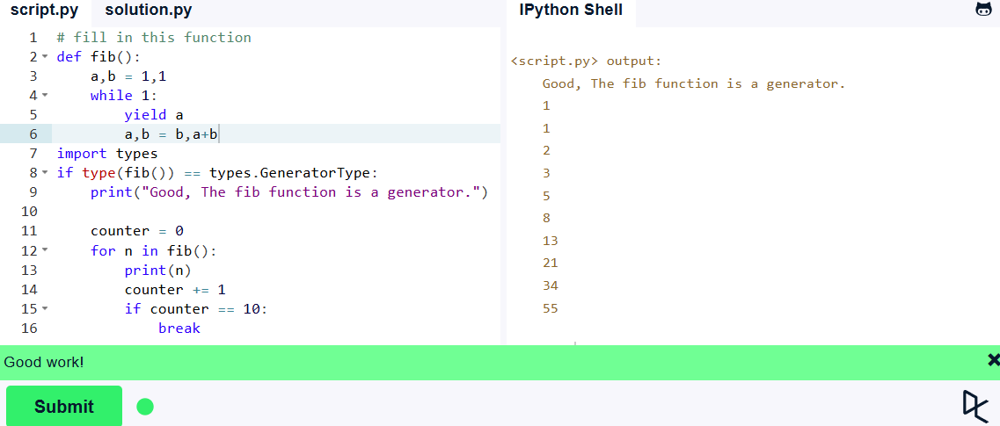 script.py solution.py
1 # fill in this function
2 def fib():
3     a,b = 1,1
4     while 1:
5         yield a
6         a,b = b,a+b
7 import types
8 if type(fib()) == types.GeneratorType:
9     print("Good, The fib function is a generator.")
10
11     counter = 0
12     for n in fib():
13         print(n)
14         counter += 1
15         if counter == 10:
16             break
IPython Shell
<script.py> output:
    Good, The fib function is a generator.
    1
    1
    2
    3
    5
    8
    13
    21
    34
    55
Good work!
Submit